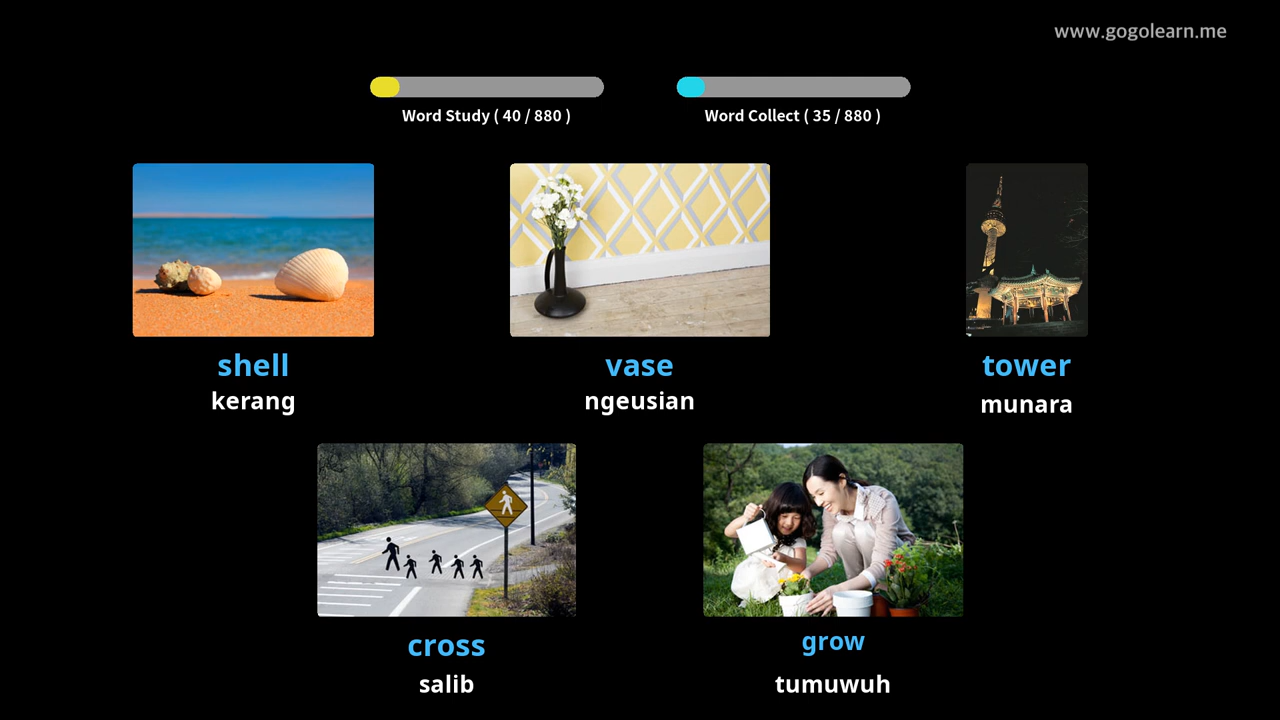 www.gogolearn.me
Word Study ( 40 / 880 )
Word Collect ( 35 / 880 )
shell
kerang
vase
ngeusian
tower
munara
cross
salib
grow
tumuwuh